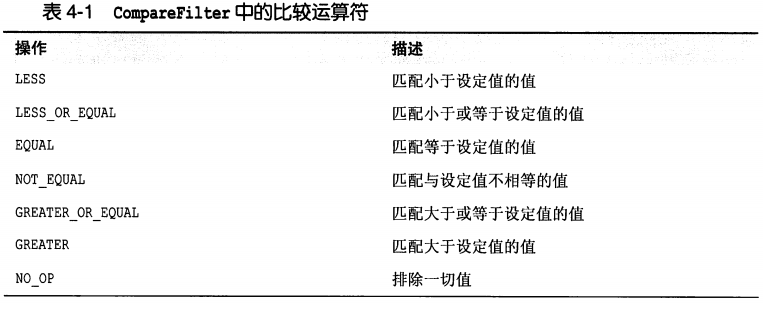 表 4-1 CompareFilter 中的比较运算符
操作 描述
LESS 匹配小于设定值的值
LESS_OR_EQUAL 匹配小于或等于设定值的值
EQUAL 匹配等于设定值的值
NOT_EQUAL 匹配与设定值不相等的值
GREATER_OR_EQUAL 匹配大于或等于设定值的值
GREATER 匹配大于设定值的值
NO_OP 排除一切值